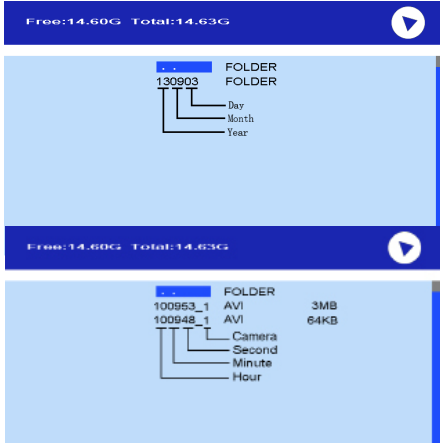 Free:14.60G Total:14.63G
. . FOLDER
130903 FOLDER
Day
Month
Year
Free:14.60G Total:14.63G
. . FOLDER
100953_1 AVI 3MB
100948_1 AVI 64KB
Camera
Second
Minute
Hour